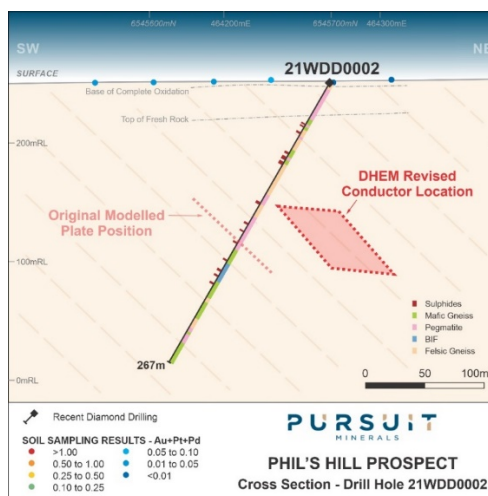 6545600mN
464200mE
6545700mN
464300mE
SW
NE
21WDD0002
SURFACE
Base of Complete Oxidation
Top of Fresh Rock
200mRL
DHEM Revised
Conductor Location
Original Modelled
Plate Position
100mRL
Sulphides
Mafic Gneiss
Pegmatite
BIF
Felsic Gneiss
267m
0mRL
0
50
100m
Recent Diamond Drilling
SOIL SAMPLING RESULTS - Au+Pt+Pd
>1.00
0.50 to 1.00
0.25 to 0.50
0.10 to 0.25
0.05 to 0.10
0.01 to 0.05
<0.01
PURSUIT
MINERALS
PHIL'S HILL PROSPECT
Cross Section - Drill Hole 21WDD0002